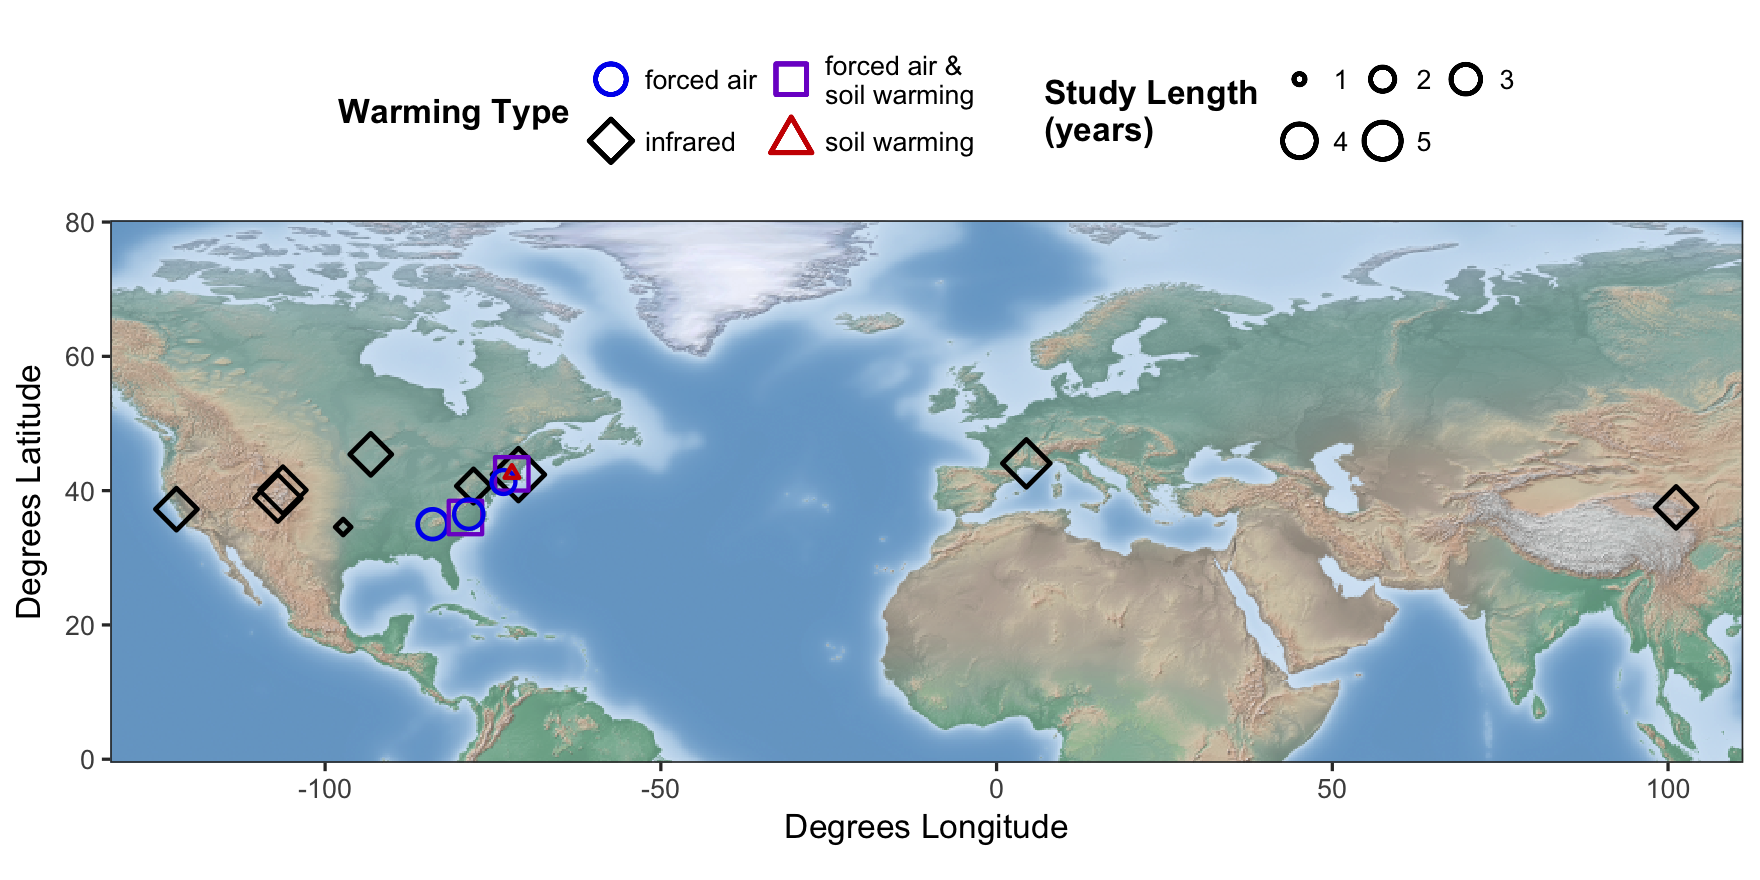 Warming Type
forced air
forced air &
soil warming
infrared
soil warming
Study Length
(years)
1
2
3
4
5
Degrees Latitude
80
60
40
20
0
-100
-50
0
50
100
Degrees Longitude